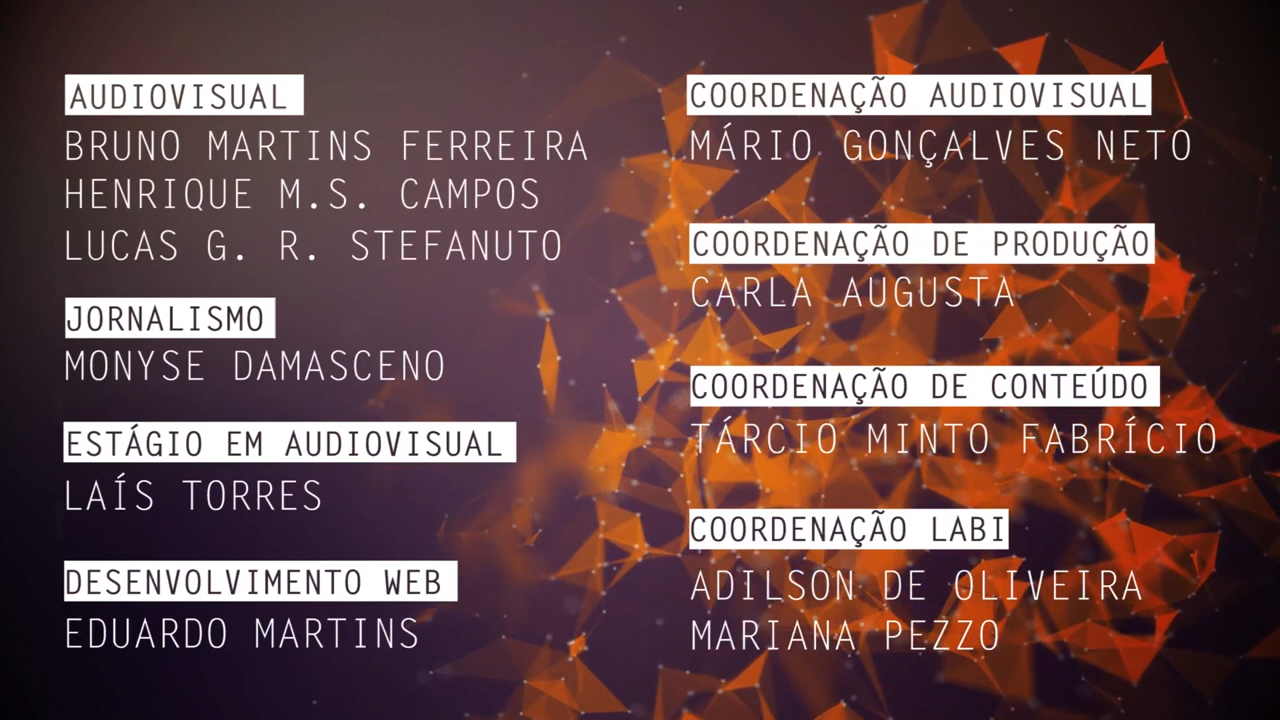 AUDIOVISUAL
BRUNO MARTINS FERREIRA
HENRIQUE M.S. CAMPOS
LUCAS G. R. STEFANUTO
JORNALISMO
MONYSE DAMASCENO
ESTÁGIO EM AUDIOVISUAL
LAÍS TORRES
DESENVOLVIMENTO WEB
EDUARDO MARTINS
COORDENAÇÃO AUDIOVISUAL
MÁRIO GONÇALVES NETO
COORDENAÇÃO DE PRODUÇÃO
CARLA AUGUSTA
COORDENAÇÃO DE CONTEÚDO
TÁRCIO MINTO FABRÍCIO
COORDENAÇÃO LABI
ADILSON DE OLIVEIRA
MARIANA PEZZO